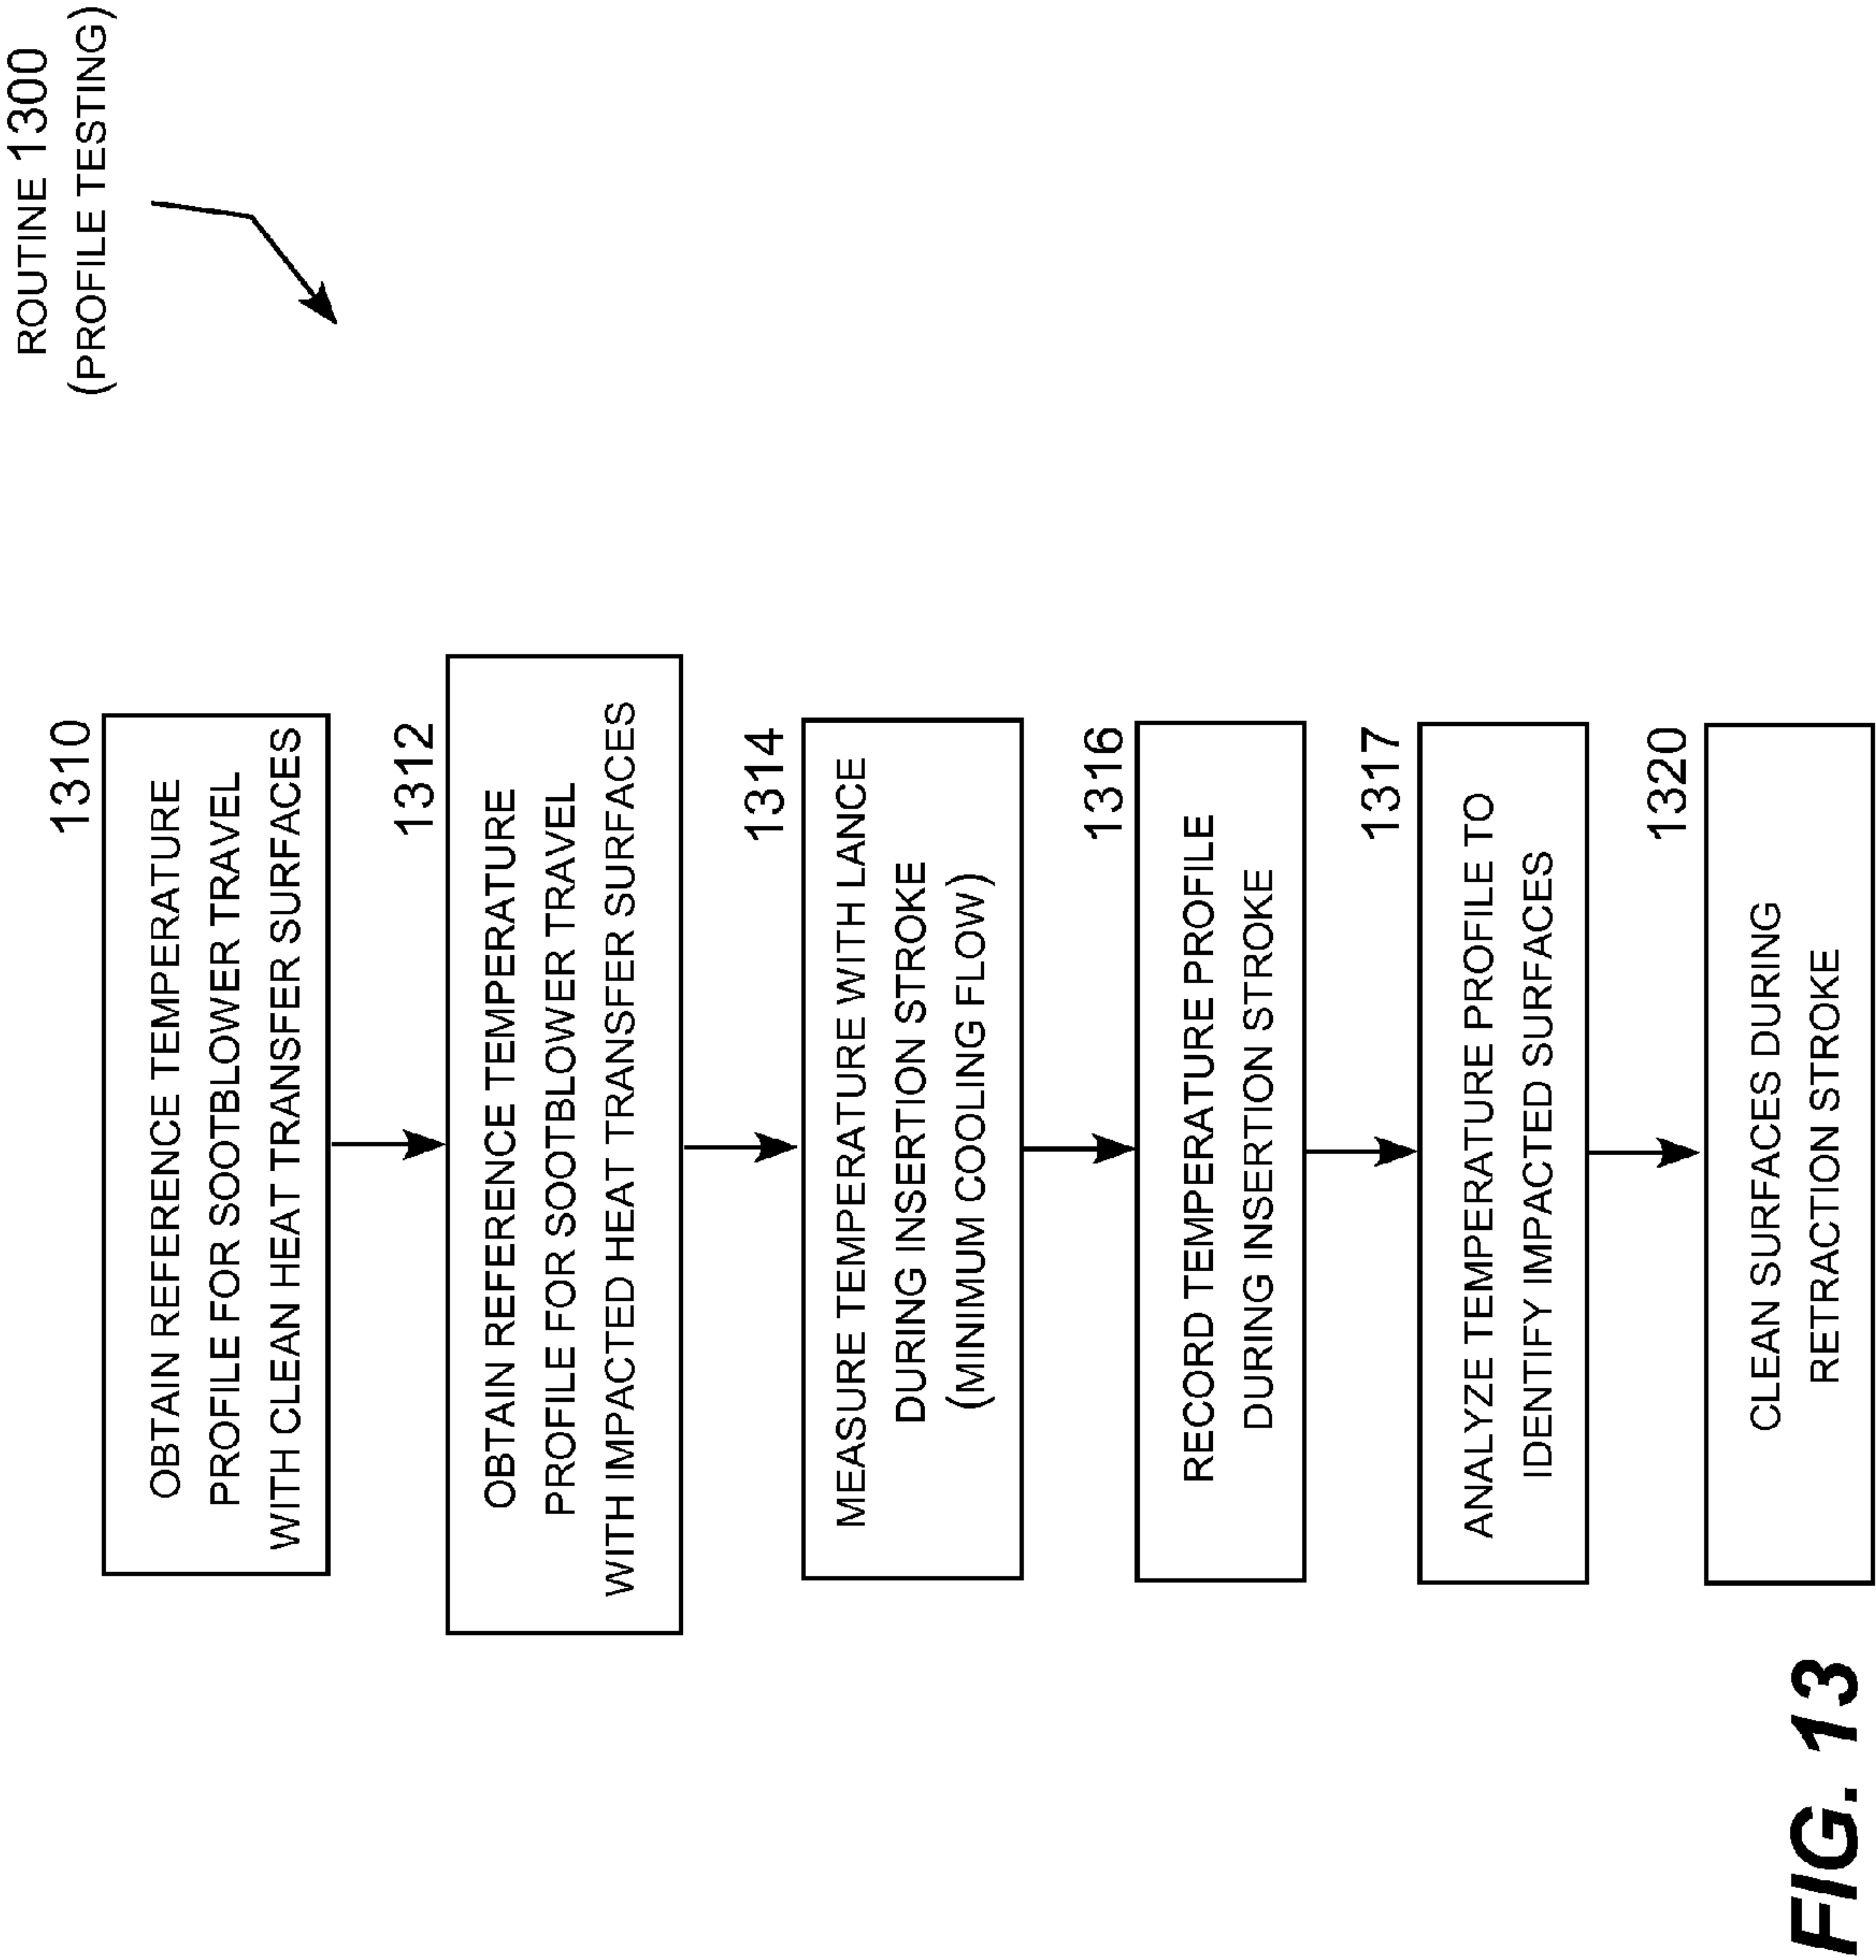 ROUTINE 1300
(PROFILE TESTING)
1310
OBTAIN REFERENCE TEMPERATURE
PROFILE FOR SOOTBLOWER TRAVEL
WITH CLEAN HEAT TRANSFER SURFACES
1312
OBTAIN REFERENCE TEMPERATURE
PROFILE FOR SOOTBLOWER TRAVEL
WITH IMPACTED HEAT TRANSFER SURFACES
1314
MEASURE TEMPERATURE WITH LANCE
DURING INSERTION STROKE
(MINIMUM COOLING FLOW)
1316
RECORD TEMPERATURE PROFILE
DURING INSERTION STROKE
1317
ANALYZE TEMPERATURE PROFILE TO
IDENTIFY IMPACTED SURFACES
1320
CLEAN SURFACES DURING
RETRACTION STROKE
FIG. 13